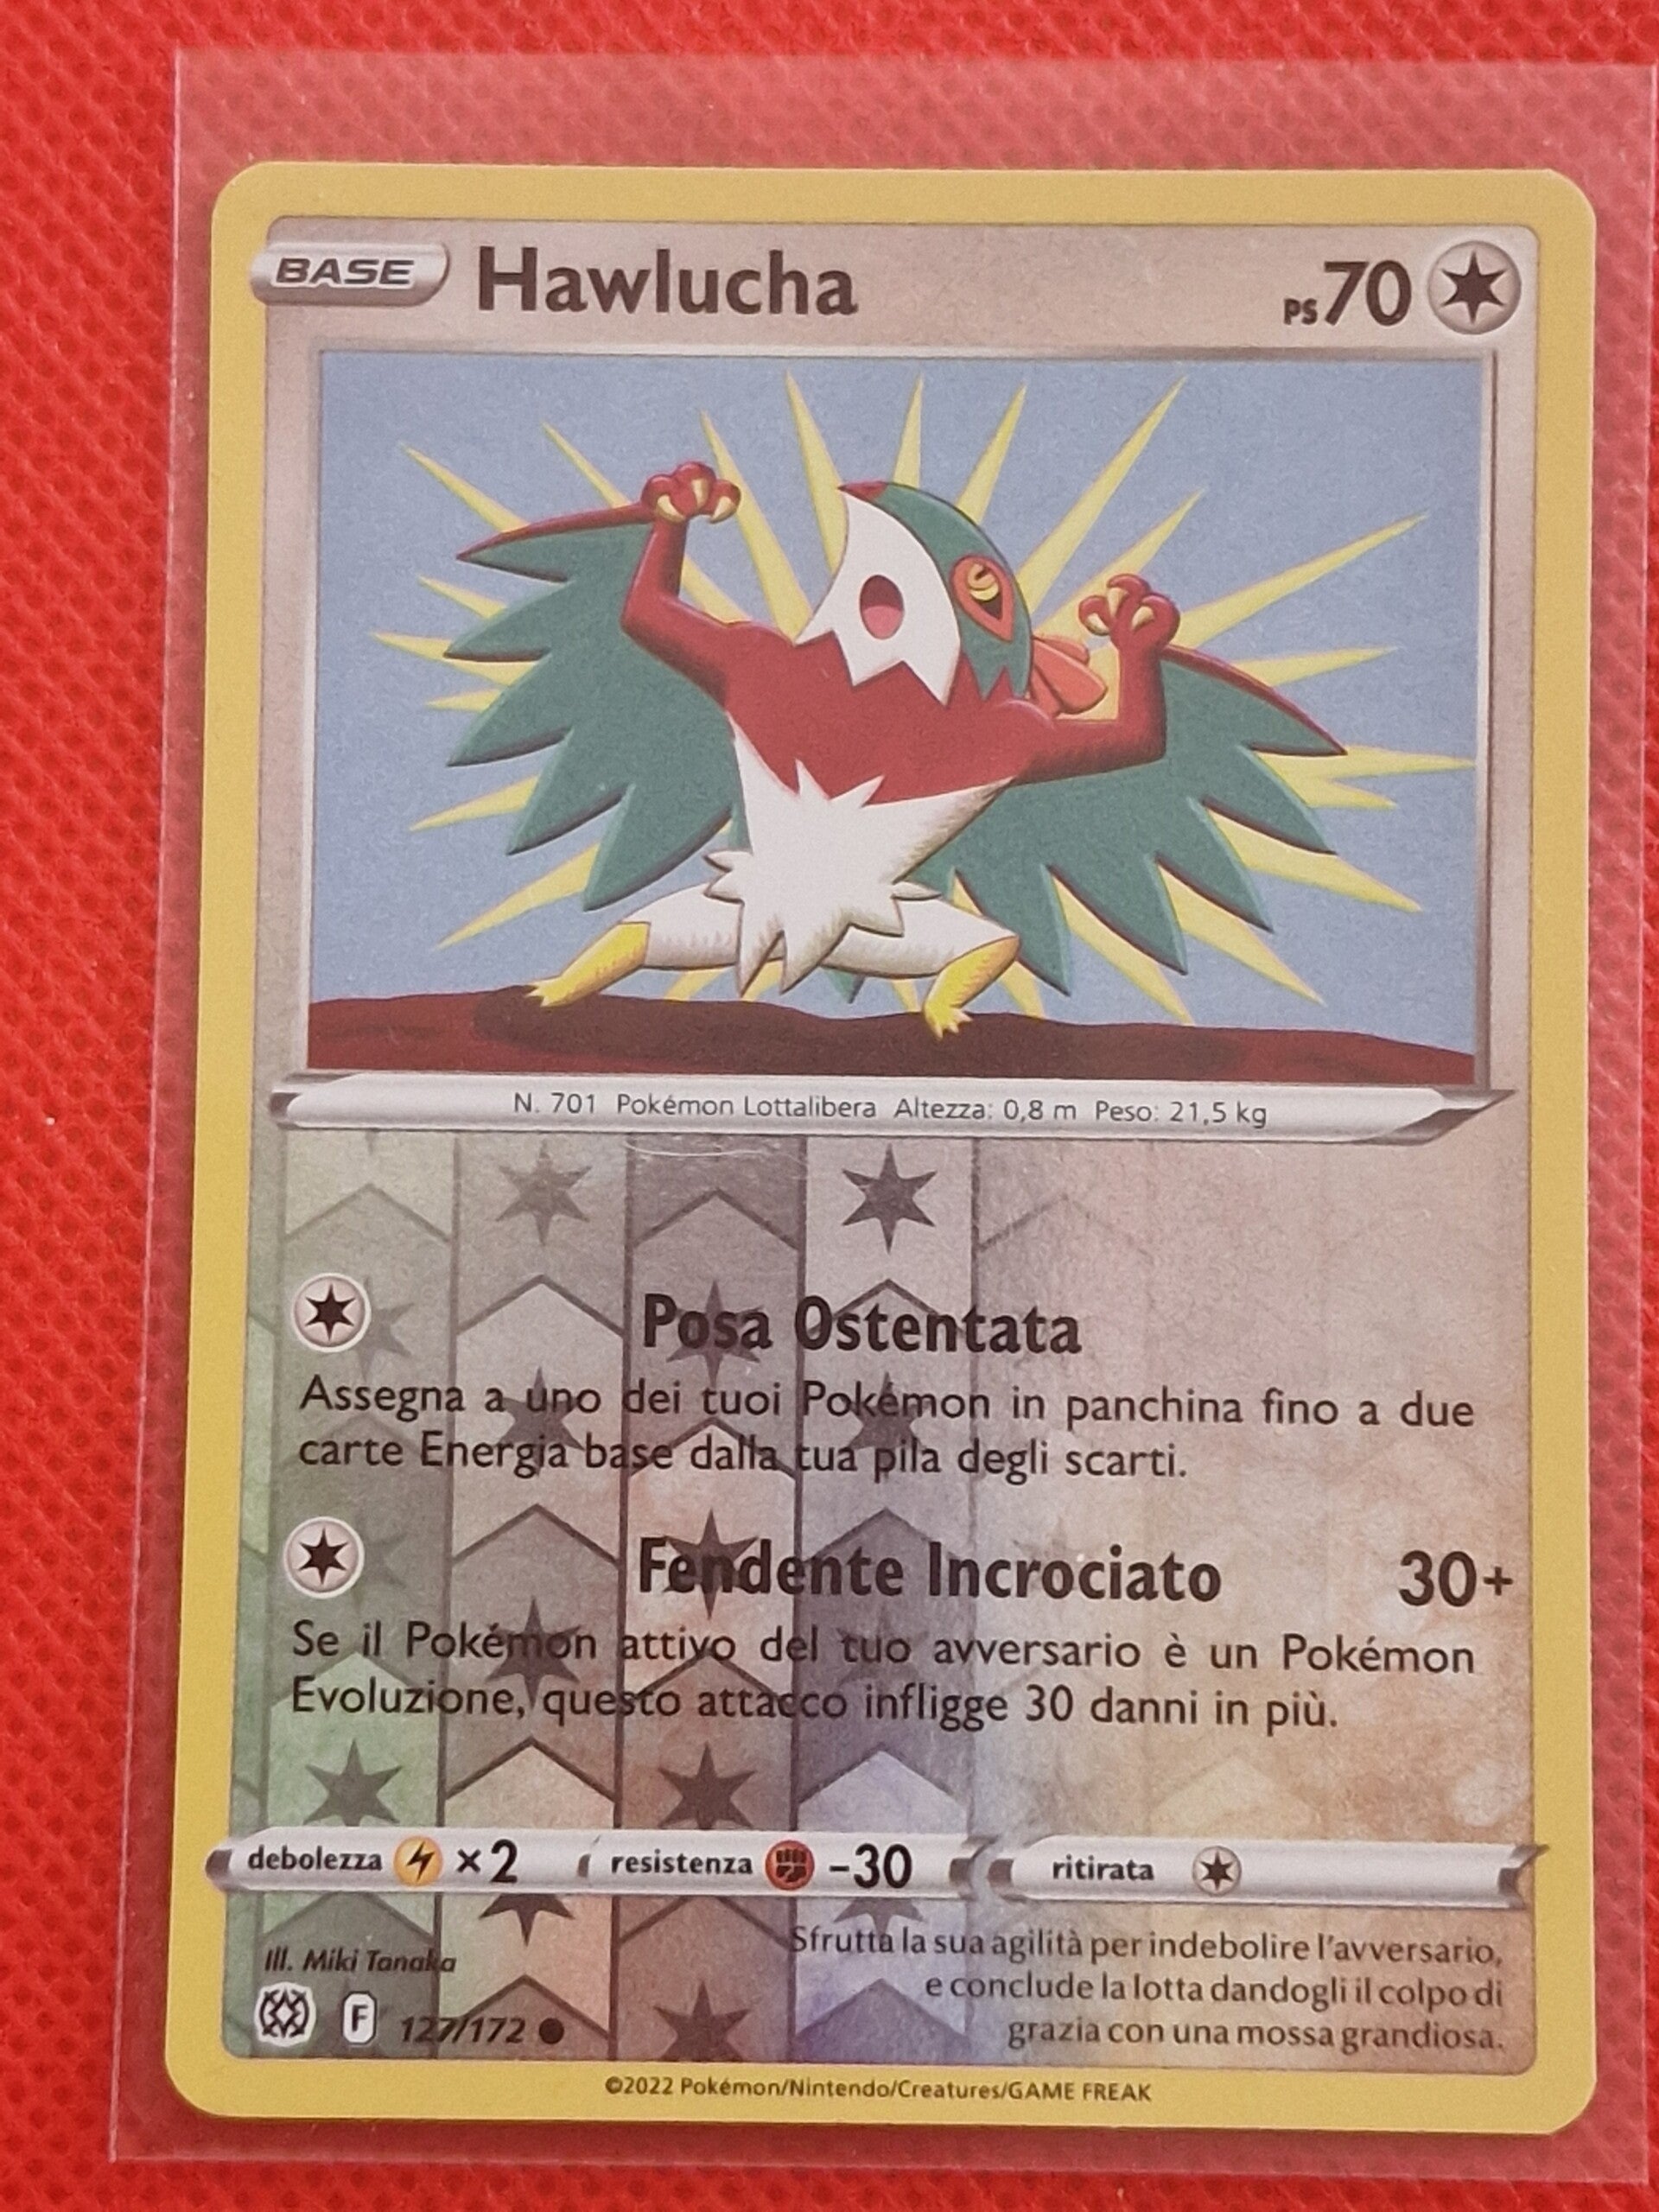 BASE Hawlucha PS 70
N. 701 Pokémon Lottalibera Altezza: 0,8 m Peso: 21,5 kg
Posa Ostentata
Assegna a uno dei tuoi Pokémon in panchina fino a due
carte Energia base dalla tua pila degli scarti.
Fendente Incrociato 30+
Se il Pokémon attivo del tuo avversario è un Pokémon
Evoluzione, questo attacco infligge 30 danni in più.
debolezza ×2 resistenza -30 ritirata
Sfrutta la sua agilità per indebolire l'avversario,
e conclude la lotta dandogli il colpo di
grazia con una mossa grandiosa.
Ill. Miki Tanaka
F 127/172
©2022 Pokémon/Nintendo/Creatures/GAME FREAK